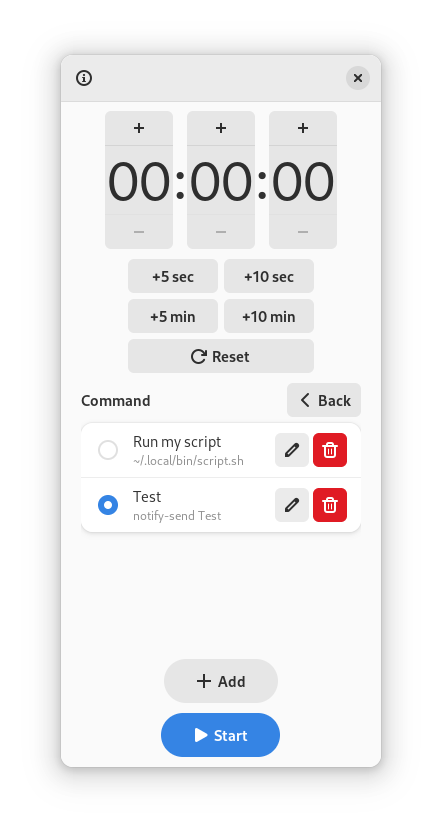 00:00:00
+5 sec
+10 sec
+5 min
+10 min
Reset
Command
Back
Run my script
~/.local/bin/script.sh
Test
notify-send Test
Add
Start